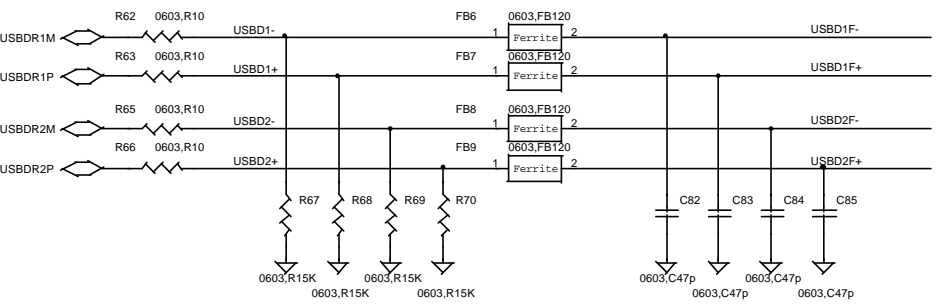 R62 0603,R10 FB6 0603,FB120
USBDR1M USBD1- 1 Ferrite 2 USBD1F-
R63 0603,R10 FB7 0603,FB120
USBDR1P USBD1+ 1 Ferrite 2 USBD1F+
R65 0603,R10 FB8 0603,FB120
USBDR2M USBD2- 1 Ferrite 2 USBD2F-
R66 0603,R10 FB9 0603,FB120
USBDR2P USBD2+ 1 Ferrite 2 USBD2F+
R67 R68 R69 R70 C82 C83 C84 C85
0603,R15K 0603,R15K 0603,C47p 0603,C47p
0603,R15K 0603,R15K 0603,C47p 0603,C47p